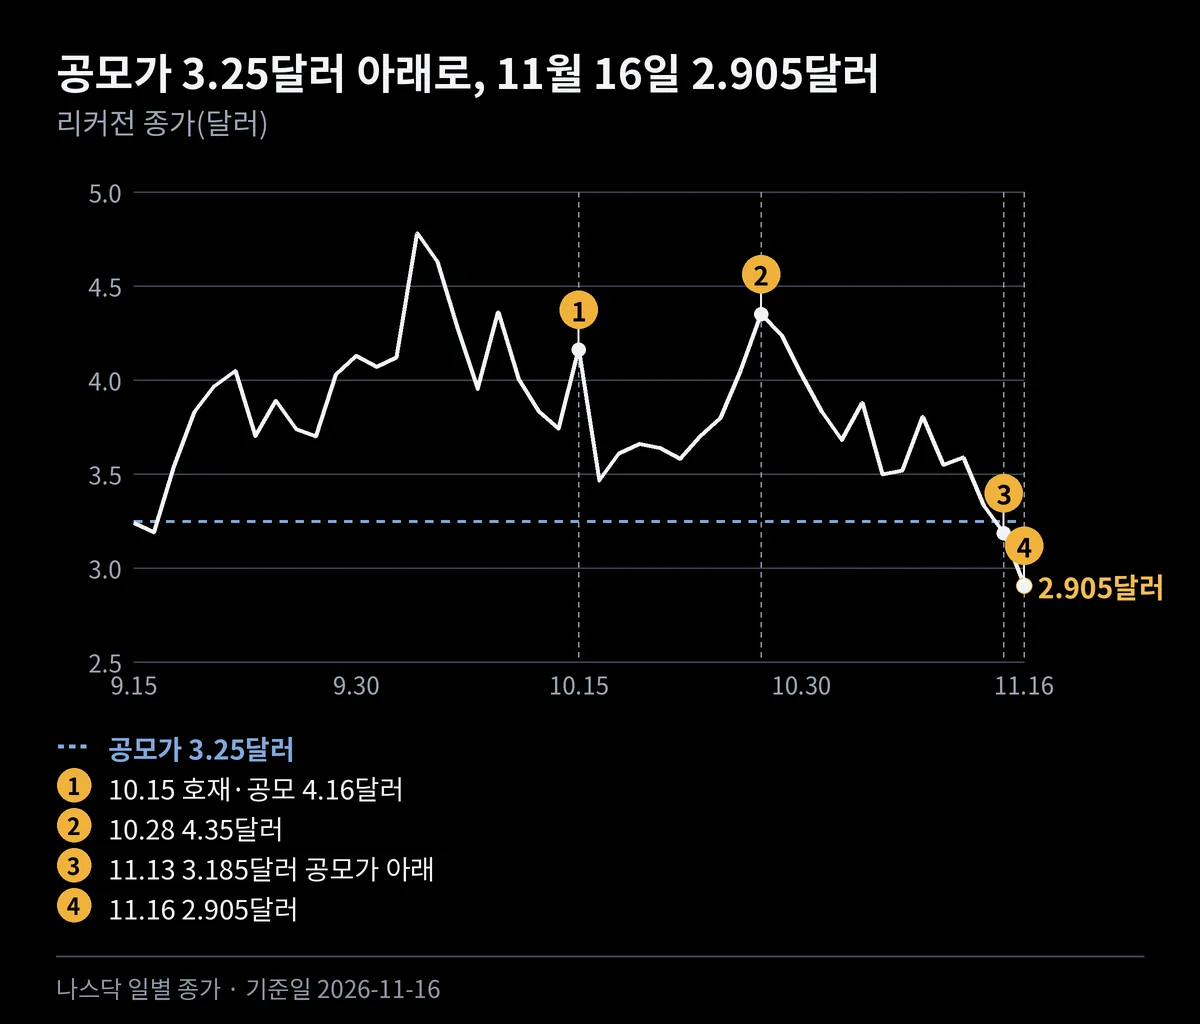 공모가 3.25달러 아래로, 11월 16일 2.905달러
리커전 종가(달러)
5.0
4.5
4.0
3.5
3.0
2.5
1
2
3
4
2.905달러
9.15 9.30 10.15 10.30 11.16
공모가 3.25달러
1 10.15 호재·공모 4.16달러
2 10.28 4.35달러
3 11.13 3.185달러 공모가 아래
4 11.16 2.905달러
나스닥 일별 종가 · 기준일 2026-11-16